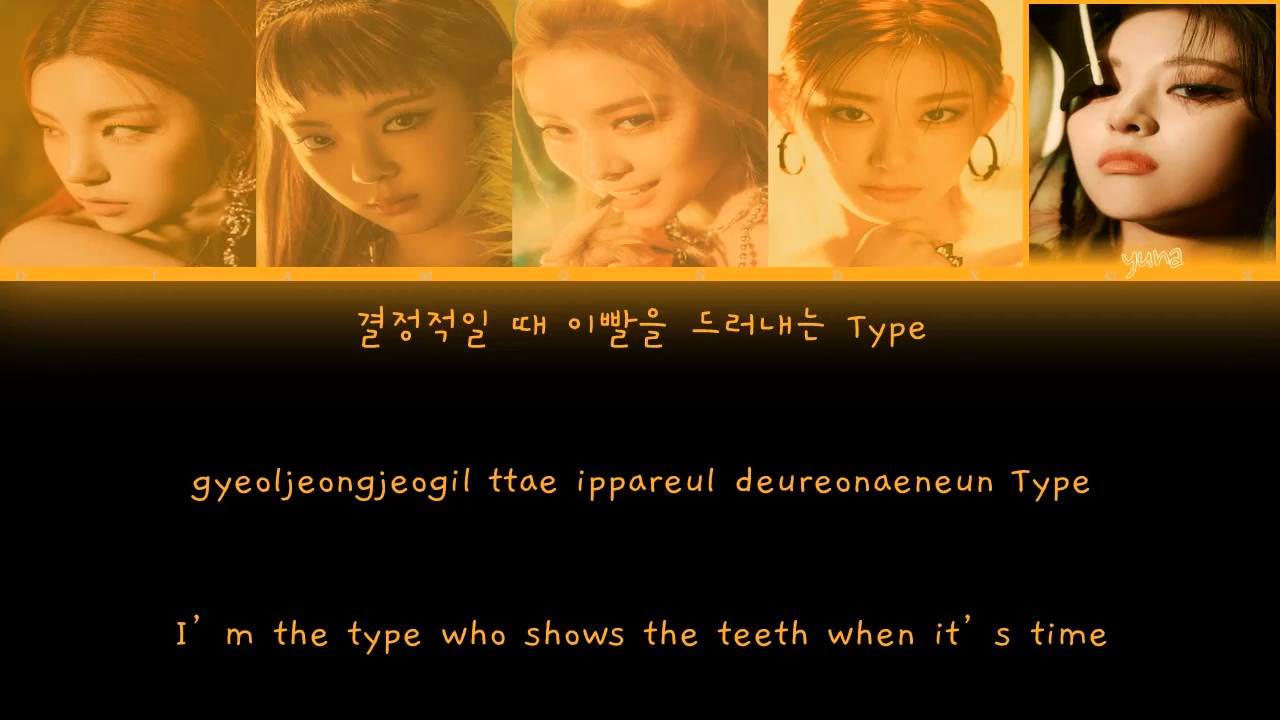 yuna
결정적일 때 이빨을 드러내는 Type
gyeoljeongjeogil ttae ippareul deureonaeneun Type
I’m the type who shows the teeth when it’s time